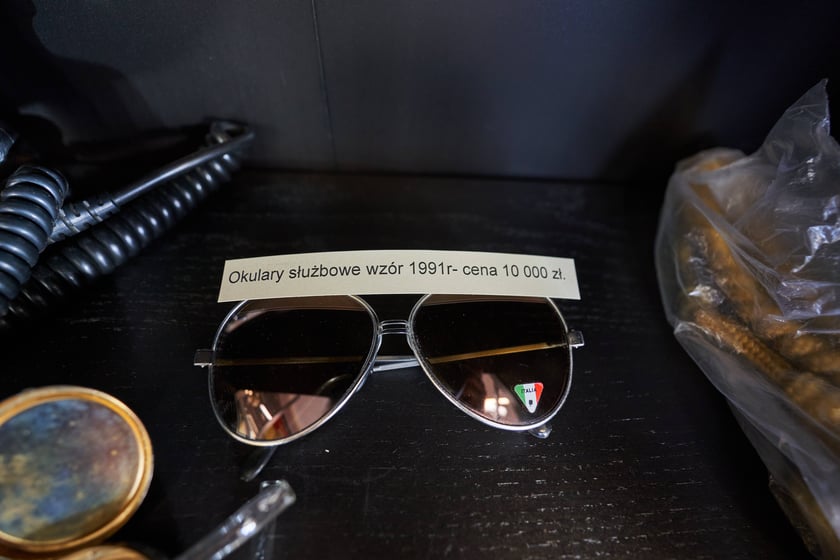 Okulary służbowe wzór 1991r- cena 10 000 zł.
ITALIA